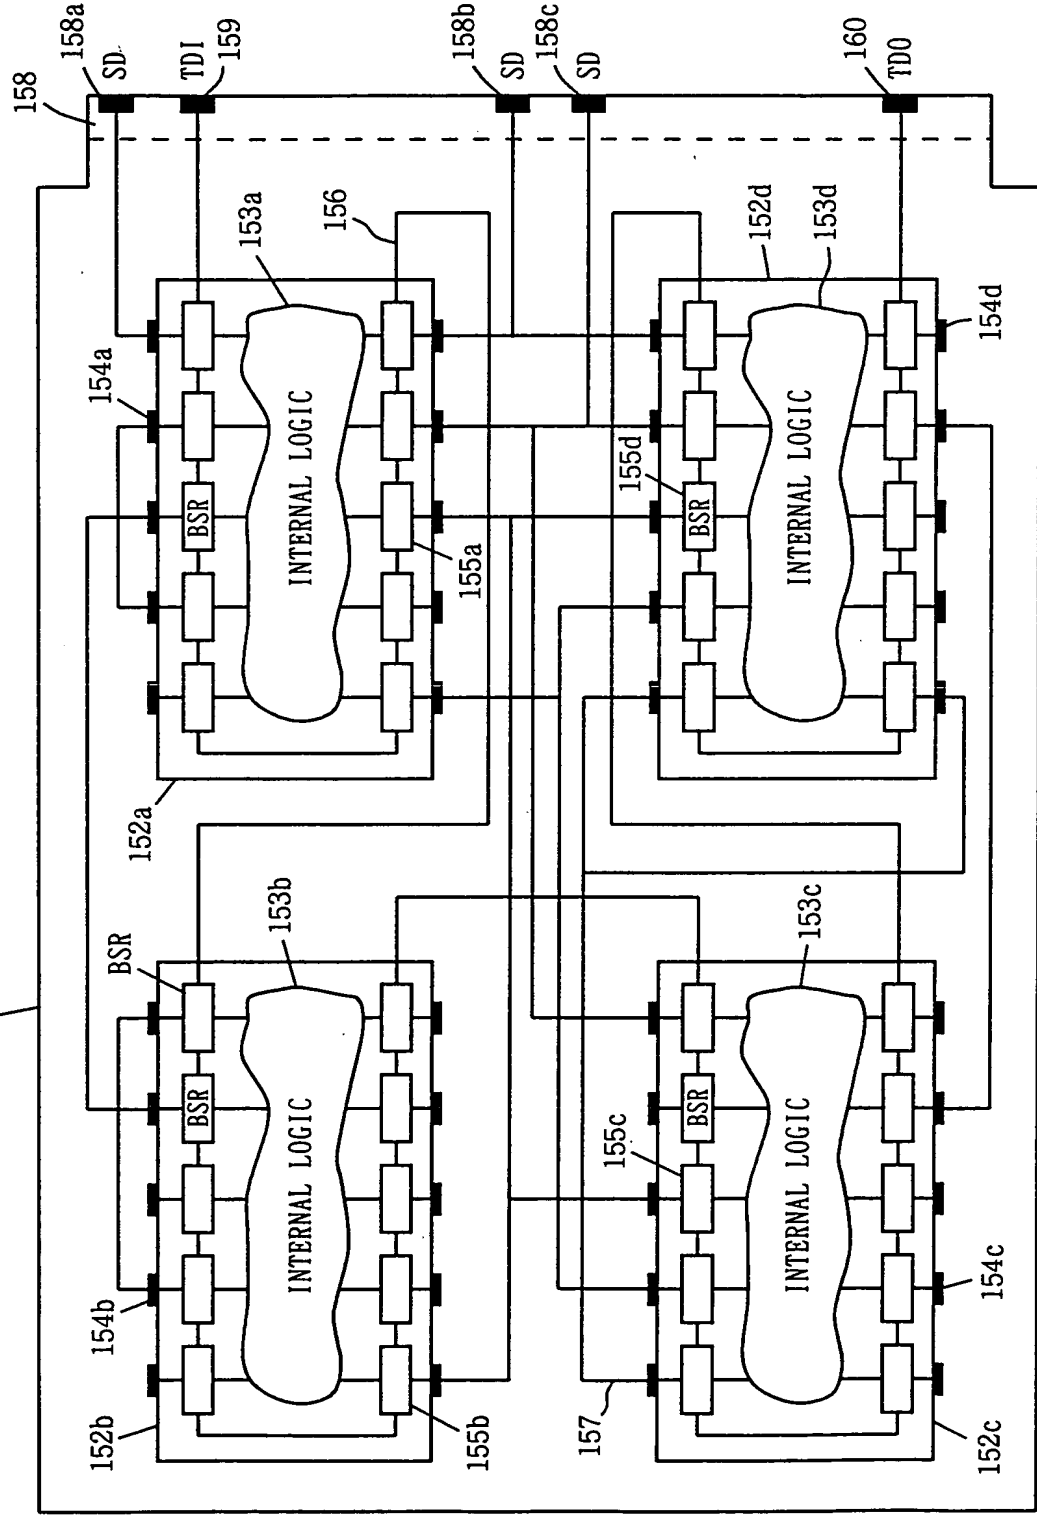 158
158a
SD
TDI
159
158b
SD
158c
SD
160
TDO
152a
154a
153a
156
BSR
INTERNAL LOGIC
155a
152d
153d
155d
BSR
INTERNAL LOGIC
154d
152b
154b
BSR
153b
BSR
INTERNAL LOGIC
155b
157
155c
153c
BSR
INTERNAL LOGIC
154c
152c